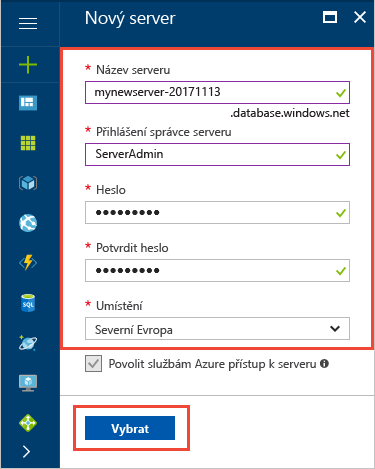 Nový server
* Název serveru
mynewserver-20171113
.database.windows.net
* Přihlášení správce serveru
ServerAdmin
* Heslo
•••••••••
* Potvrdit heslo
•••••••••
* Umístění
Severní Evropa
Povolit službám Azure přístup k serveru
SQL
Vybrat